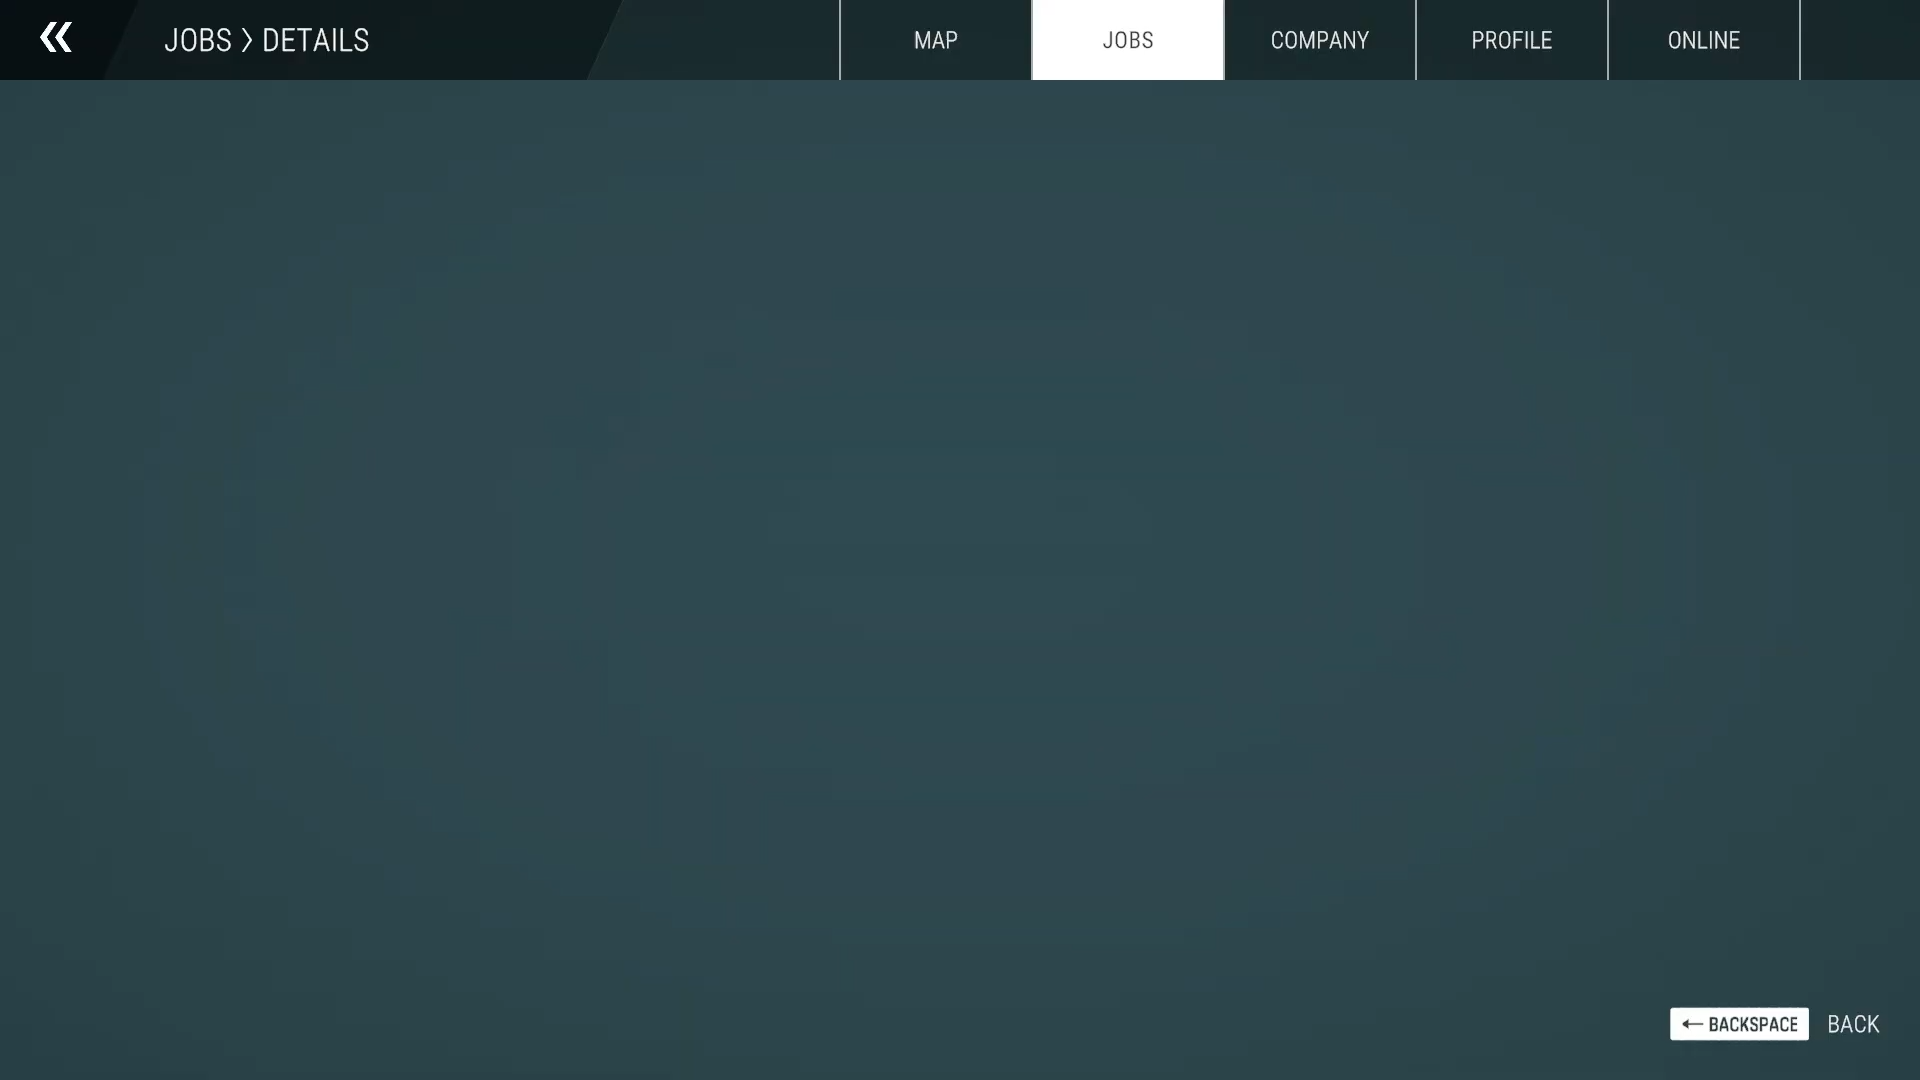 JOBS > DETAILS
MAP
JOBS
COMPANY
PROFILE
ONLINE
← BACKSPACE BACK